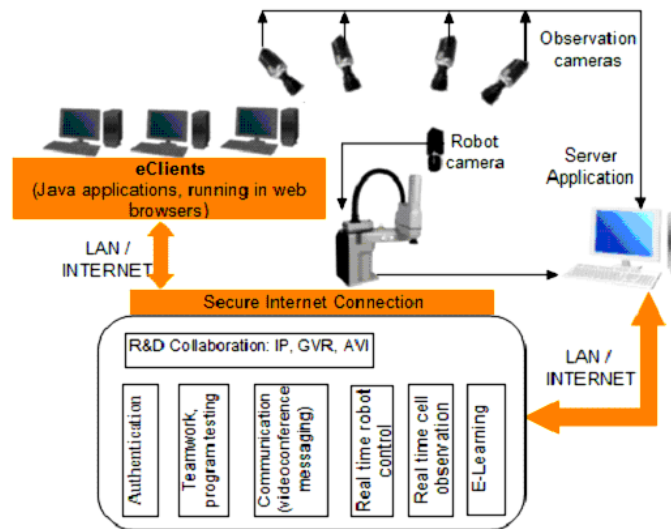 Observation
cameras
Robot
camera
Server
Application
eClients
(Java applications, running in web
browsers)
LAN /
INTERNET
Secure Internet Connection
R&D Collaboration: IP, GVR, AVI
LAN /
INTERNET
Authentication
Teamwork,
program testing
Communication
(videoconference
messaging)
Real time robot
control
Real time cell
observation
E-Learning